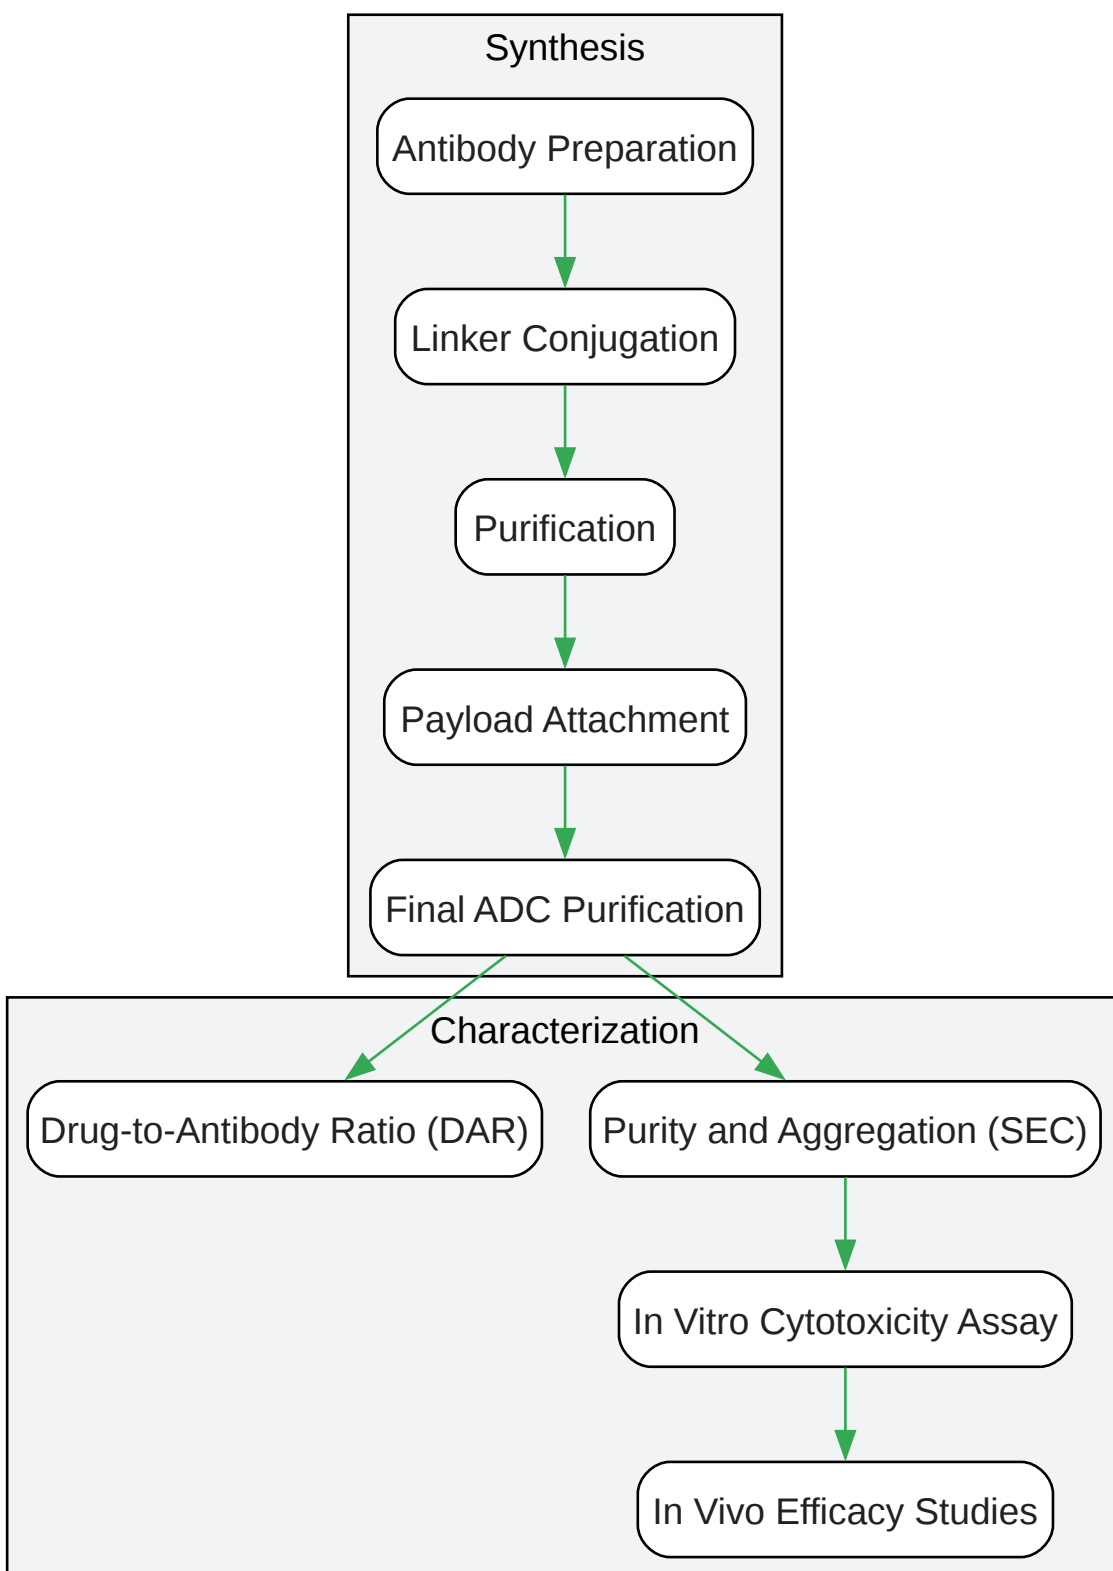 Synthesis
Antibody Preparation
Linker Conjugation
Purification
Payload Attachment
Final ADC Purification
Characterization
Drug-to-Antibody Ratio (DAR)
Purity and Aggregation (SEC)
In Vitro Cytotoxicity Assay
In Vivo Efficacy Studies